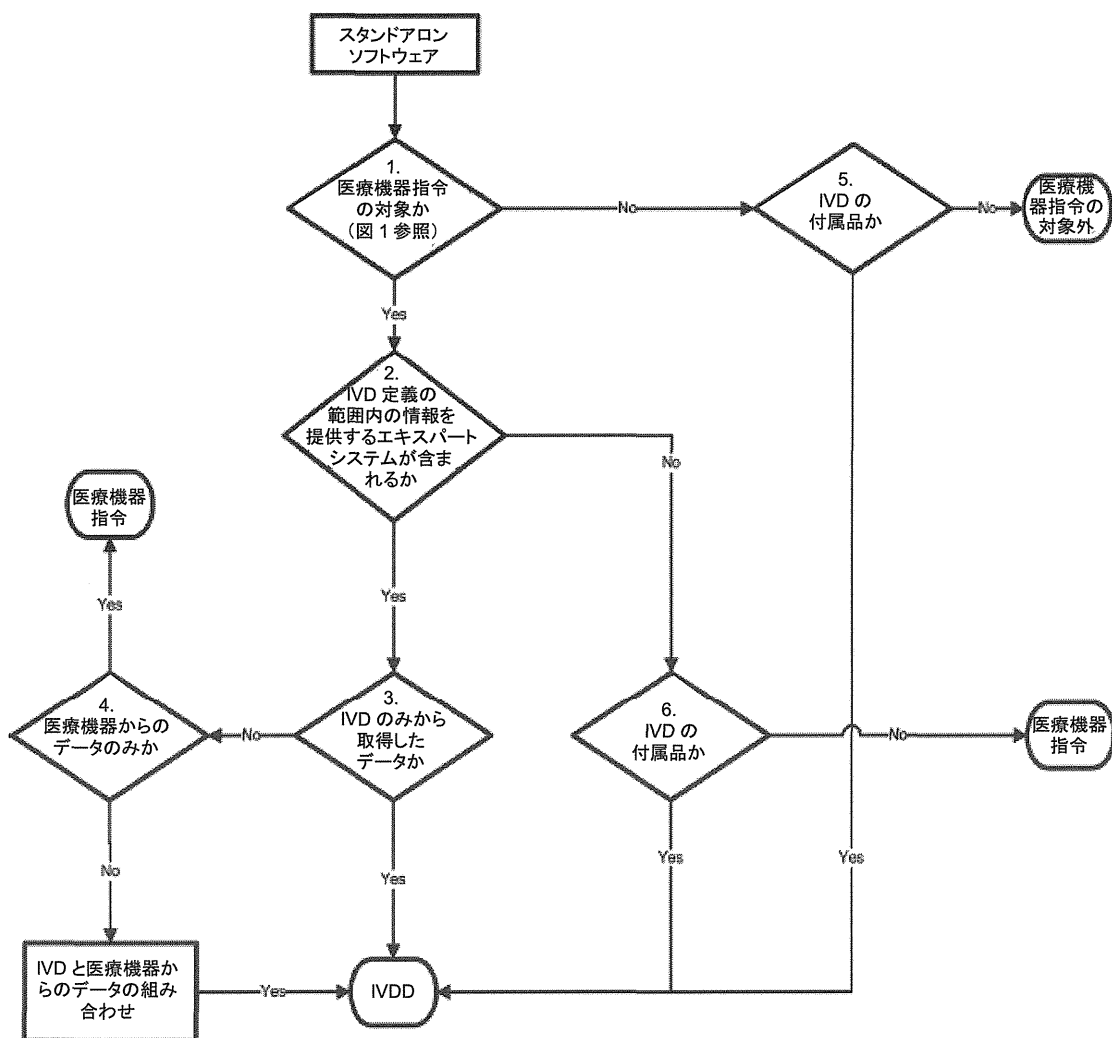 スタンドアロン
ソフトウェア
1.
医療機器指令
の対象か
（図1参照）
No
5.
IVD の
付属品か
No
医療機
器指令の
対象外
Yes
2.
IVD 定義の
範囲内の情報を
提供するエキスパート
システムが含ま
れるか
No
医療機器
指令
Yes
Yes
4.
医療機器からの
データのみか
No
3.
IVD のみから
取得した
データか
6.
IVD の
付属品か
No
医療機器
指令
No
Yes
Yes
Yes
IVD と医療機器か
らのデータの組み
合わせ
Yes
IVDD